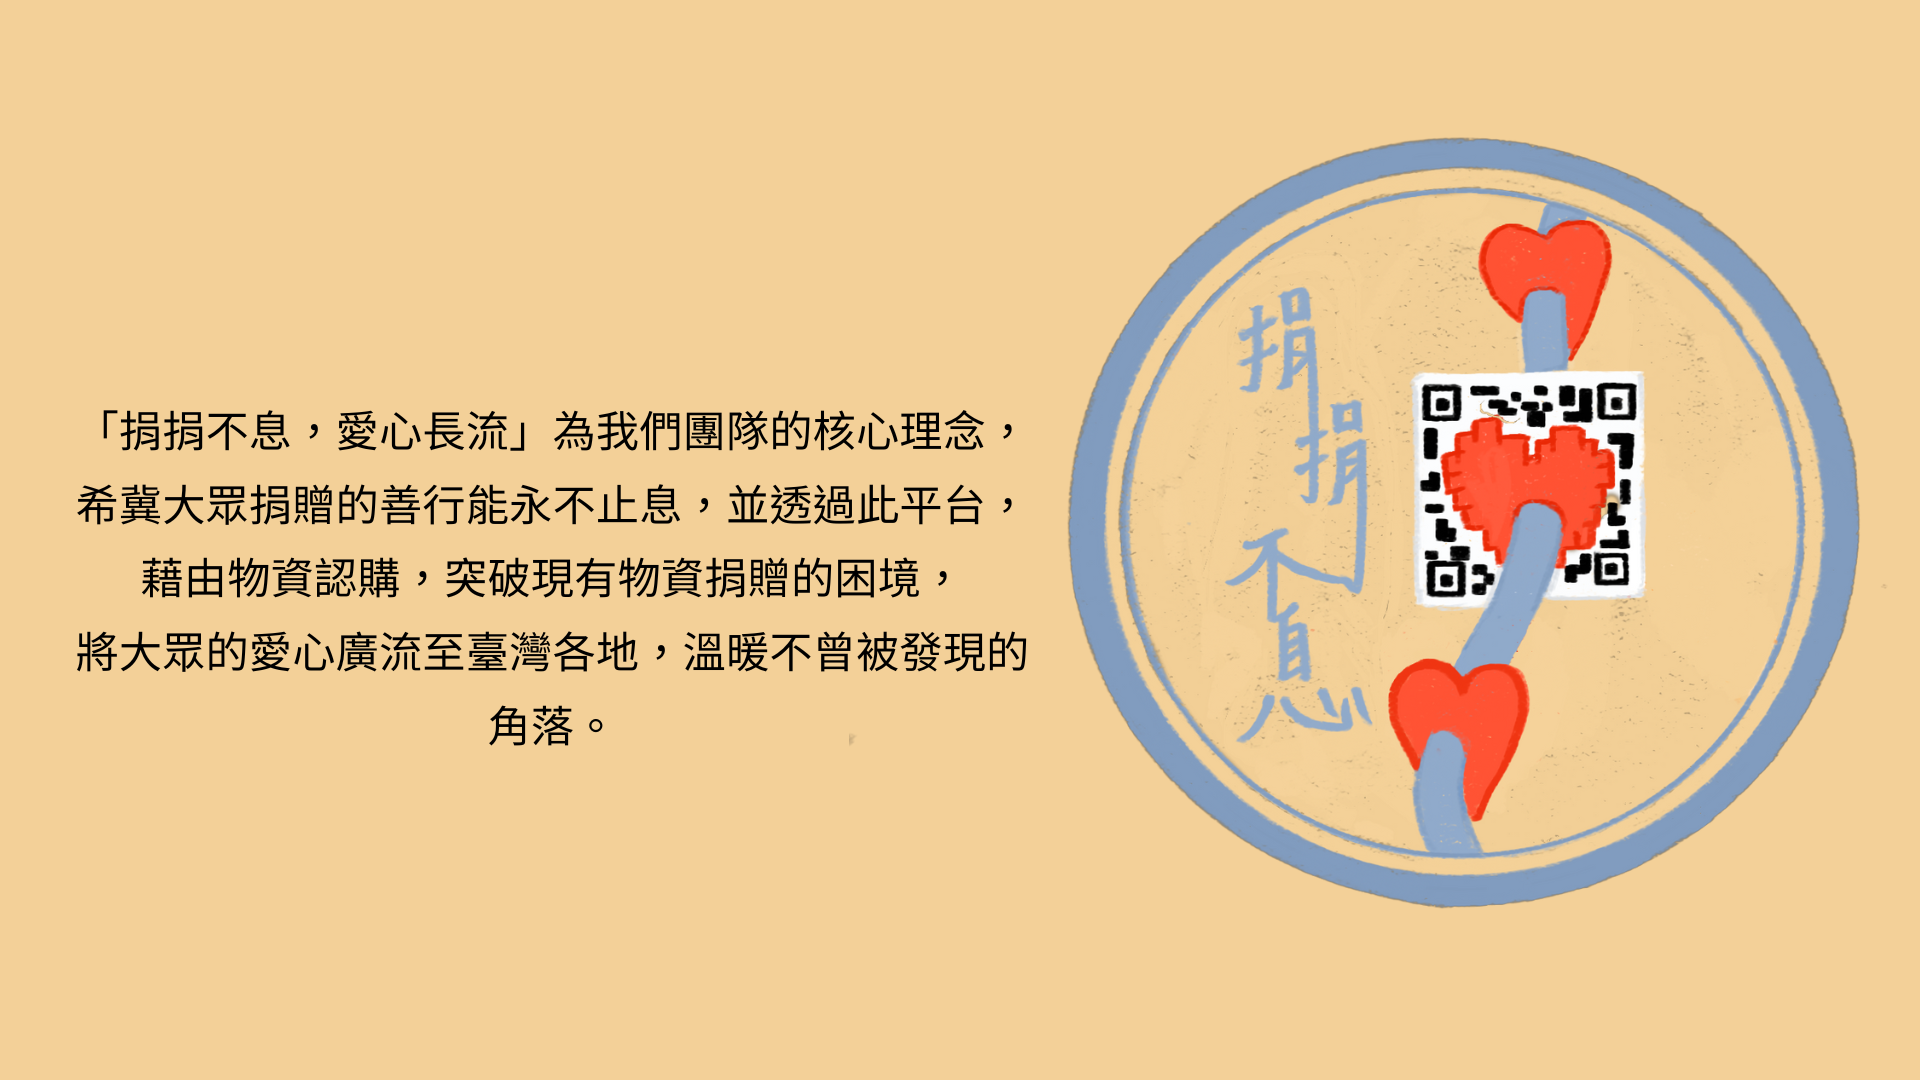 「捐捐不息，愛心長流」為我們團隊的核心理念，
希冀大眾捐贈的善行能永不止息，並透過此平台，
藉由物資認購，突破現有物資捐贈的困境，
將大眾的愛心廣流至臺灣各地，溫暖不曾被發現的
角落。
捐捐不息